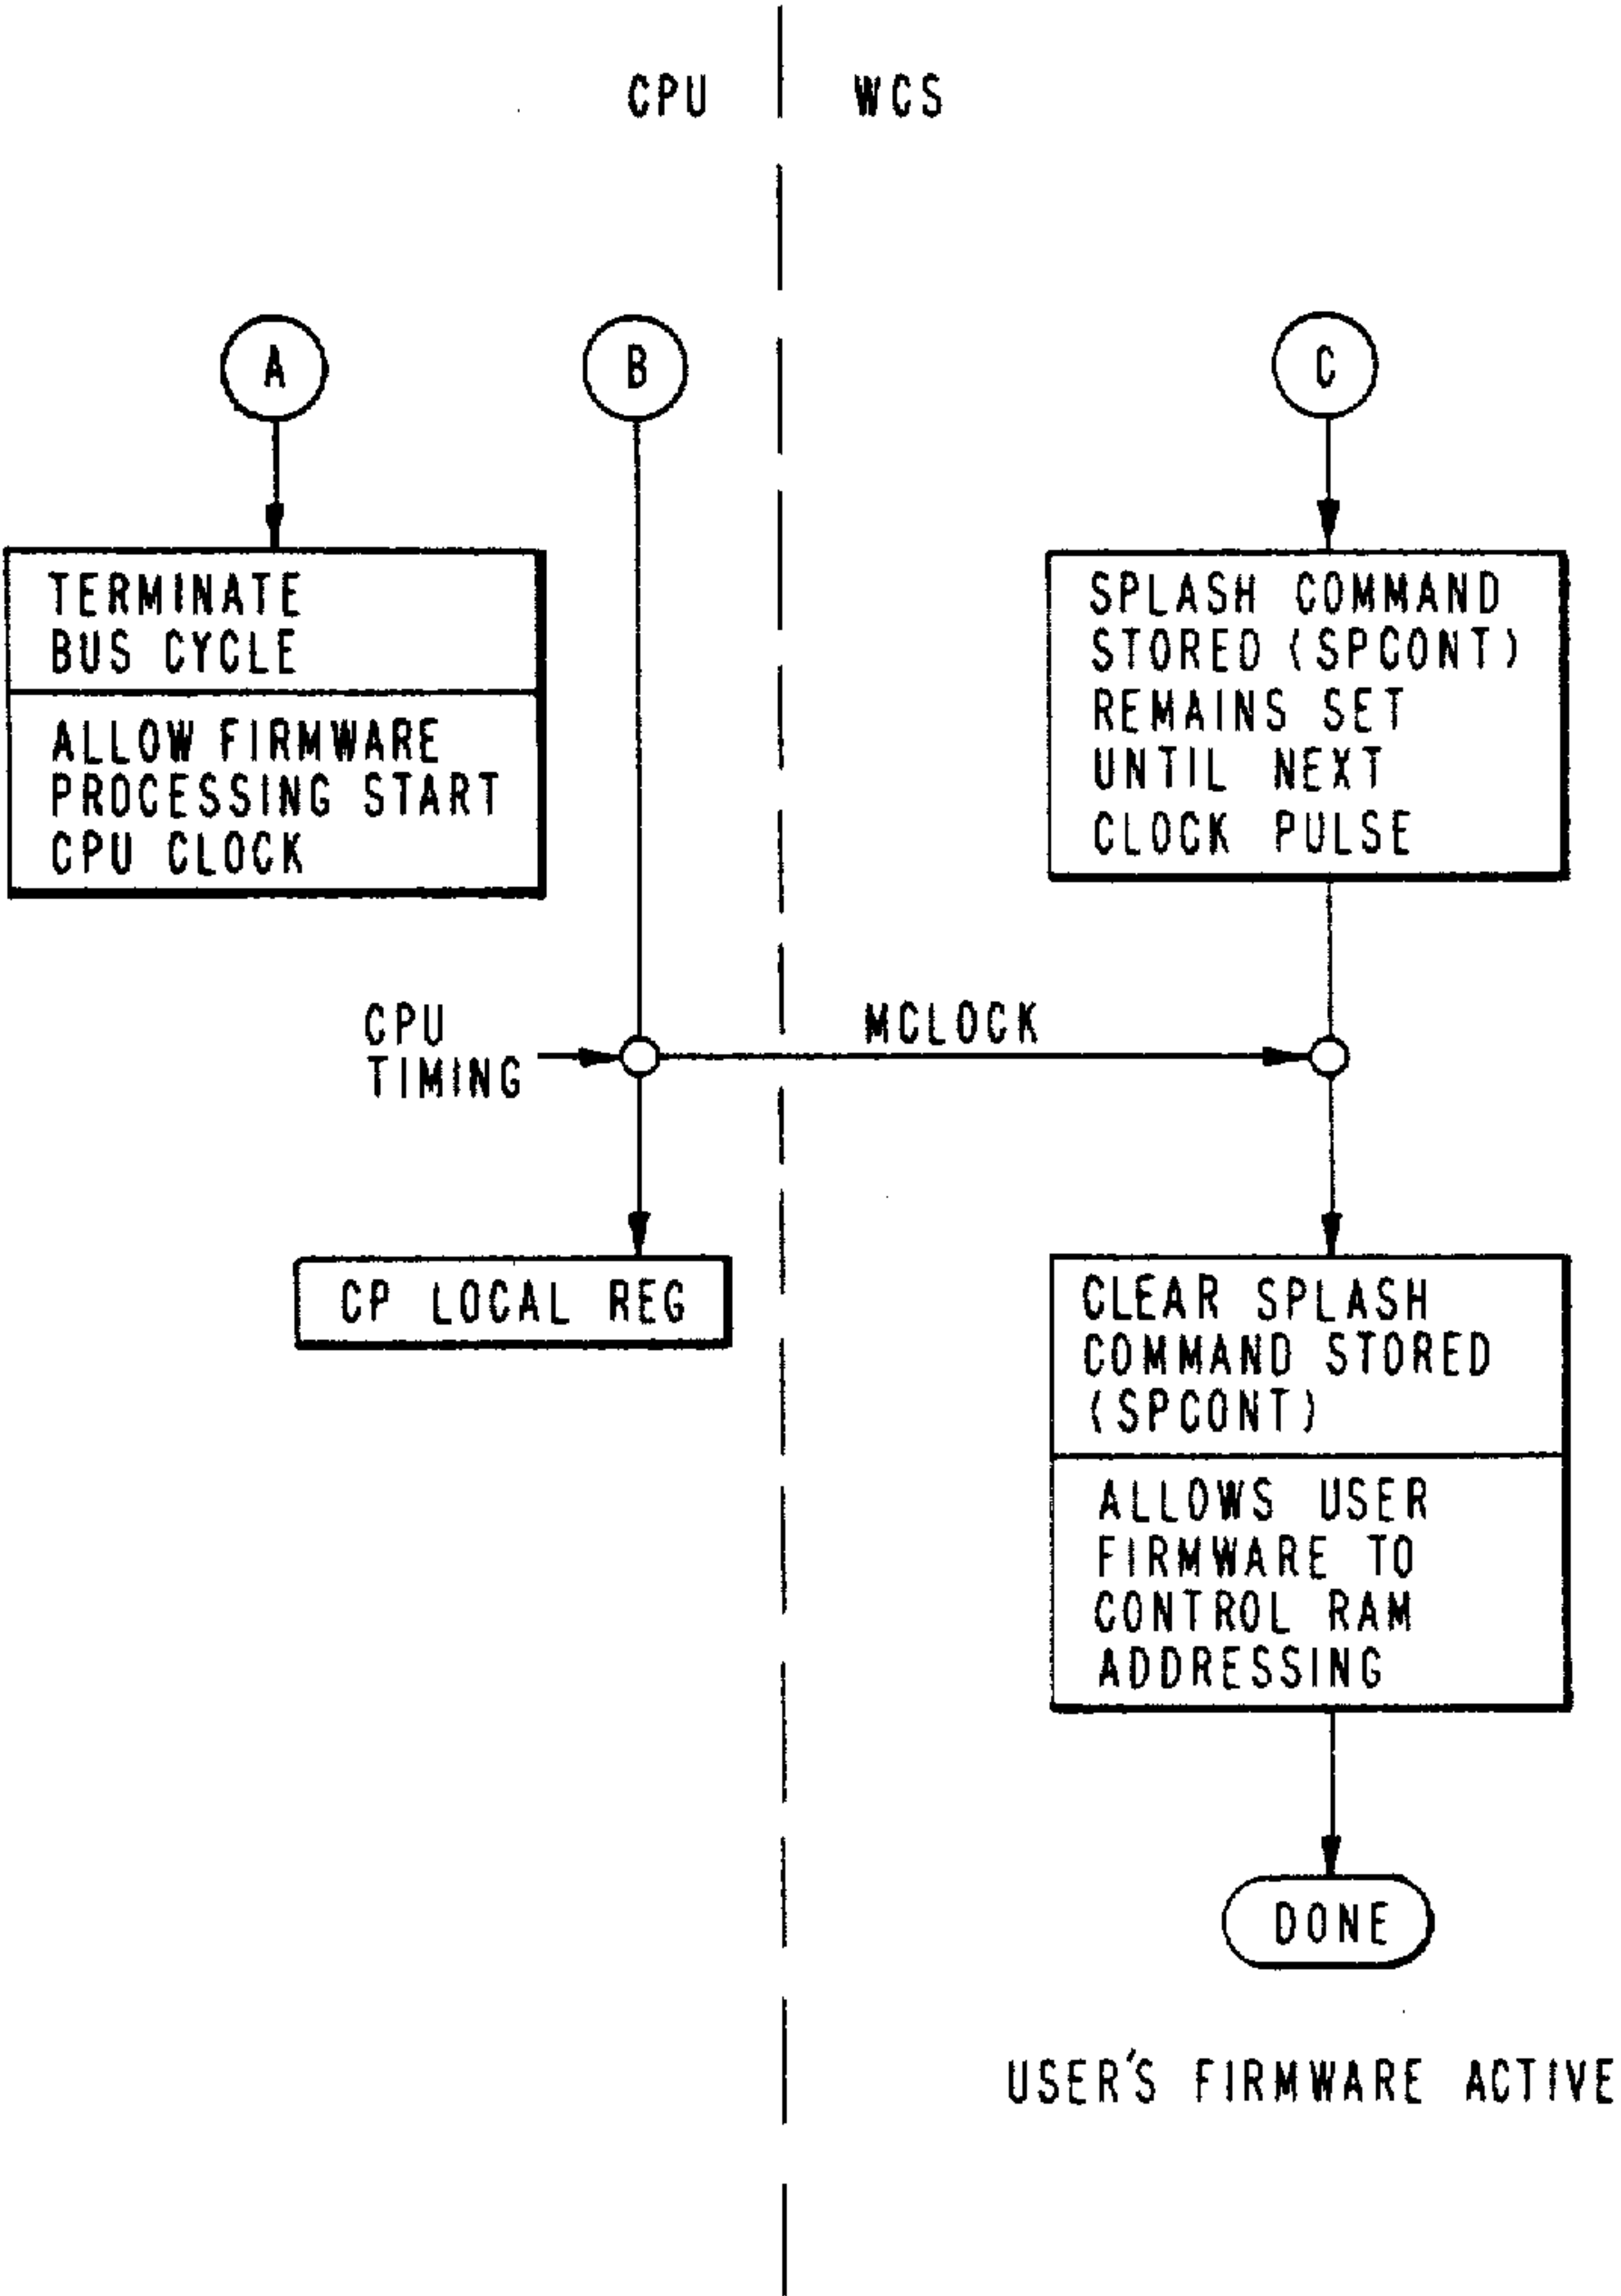 CPU
WCS
A
B
C
TERMINATE
BUS CYCLE
ALLOW FIRMWARE
PROCESSING START
CPU CLOCK
SPLASH COMMAND
STORED (SPCONT)
REMAINS SET
UNTIL NEXT
CLOCK PULSE
CPU
TIMING
MCLOCK
CP LOCAL REG
CLEAR SPLASH
COMMAND STORED
(SPCONT)
ALLOWS USER
FIRMWARE TO
CONTROL RAM
ADDRESSING
DONE
USER'S FIRMWARE ACTIVE